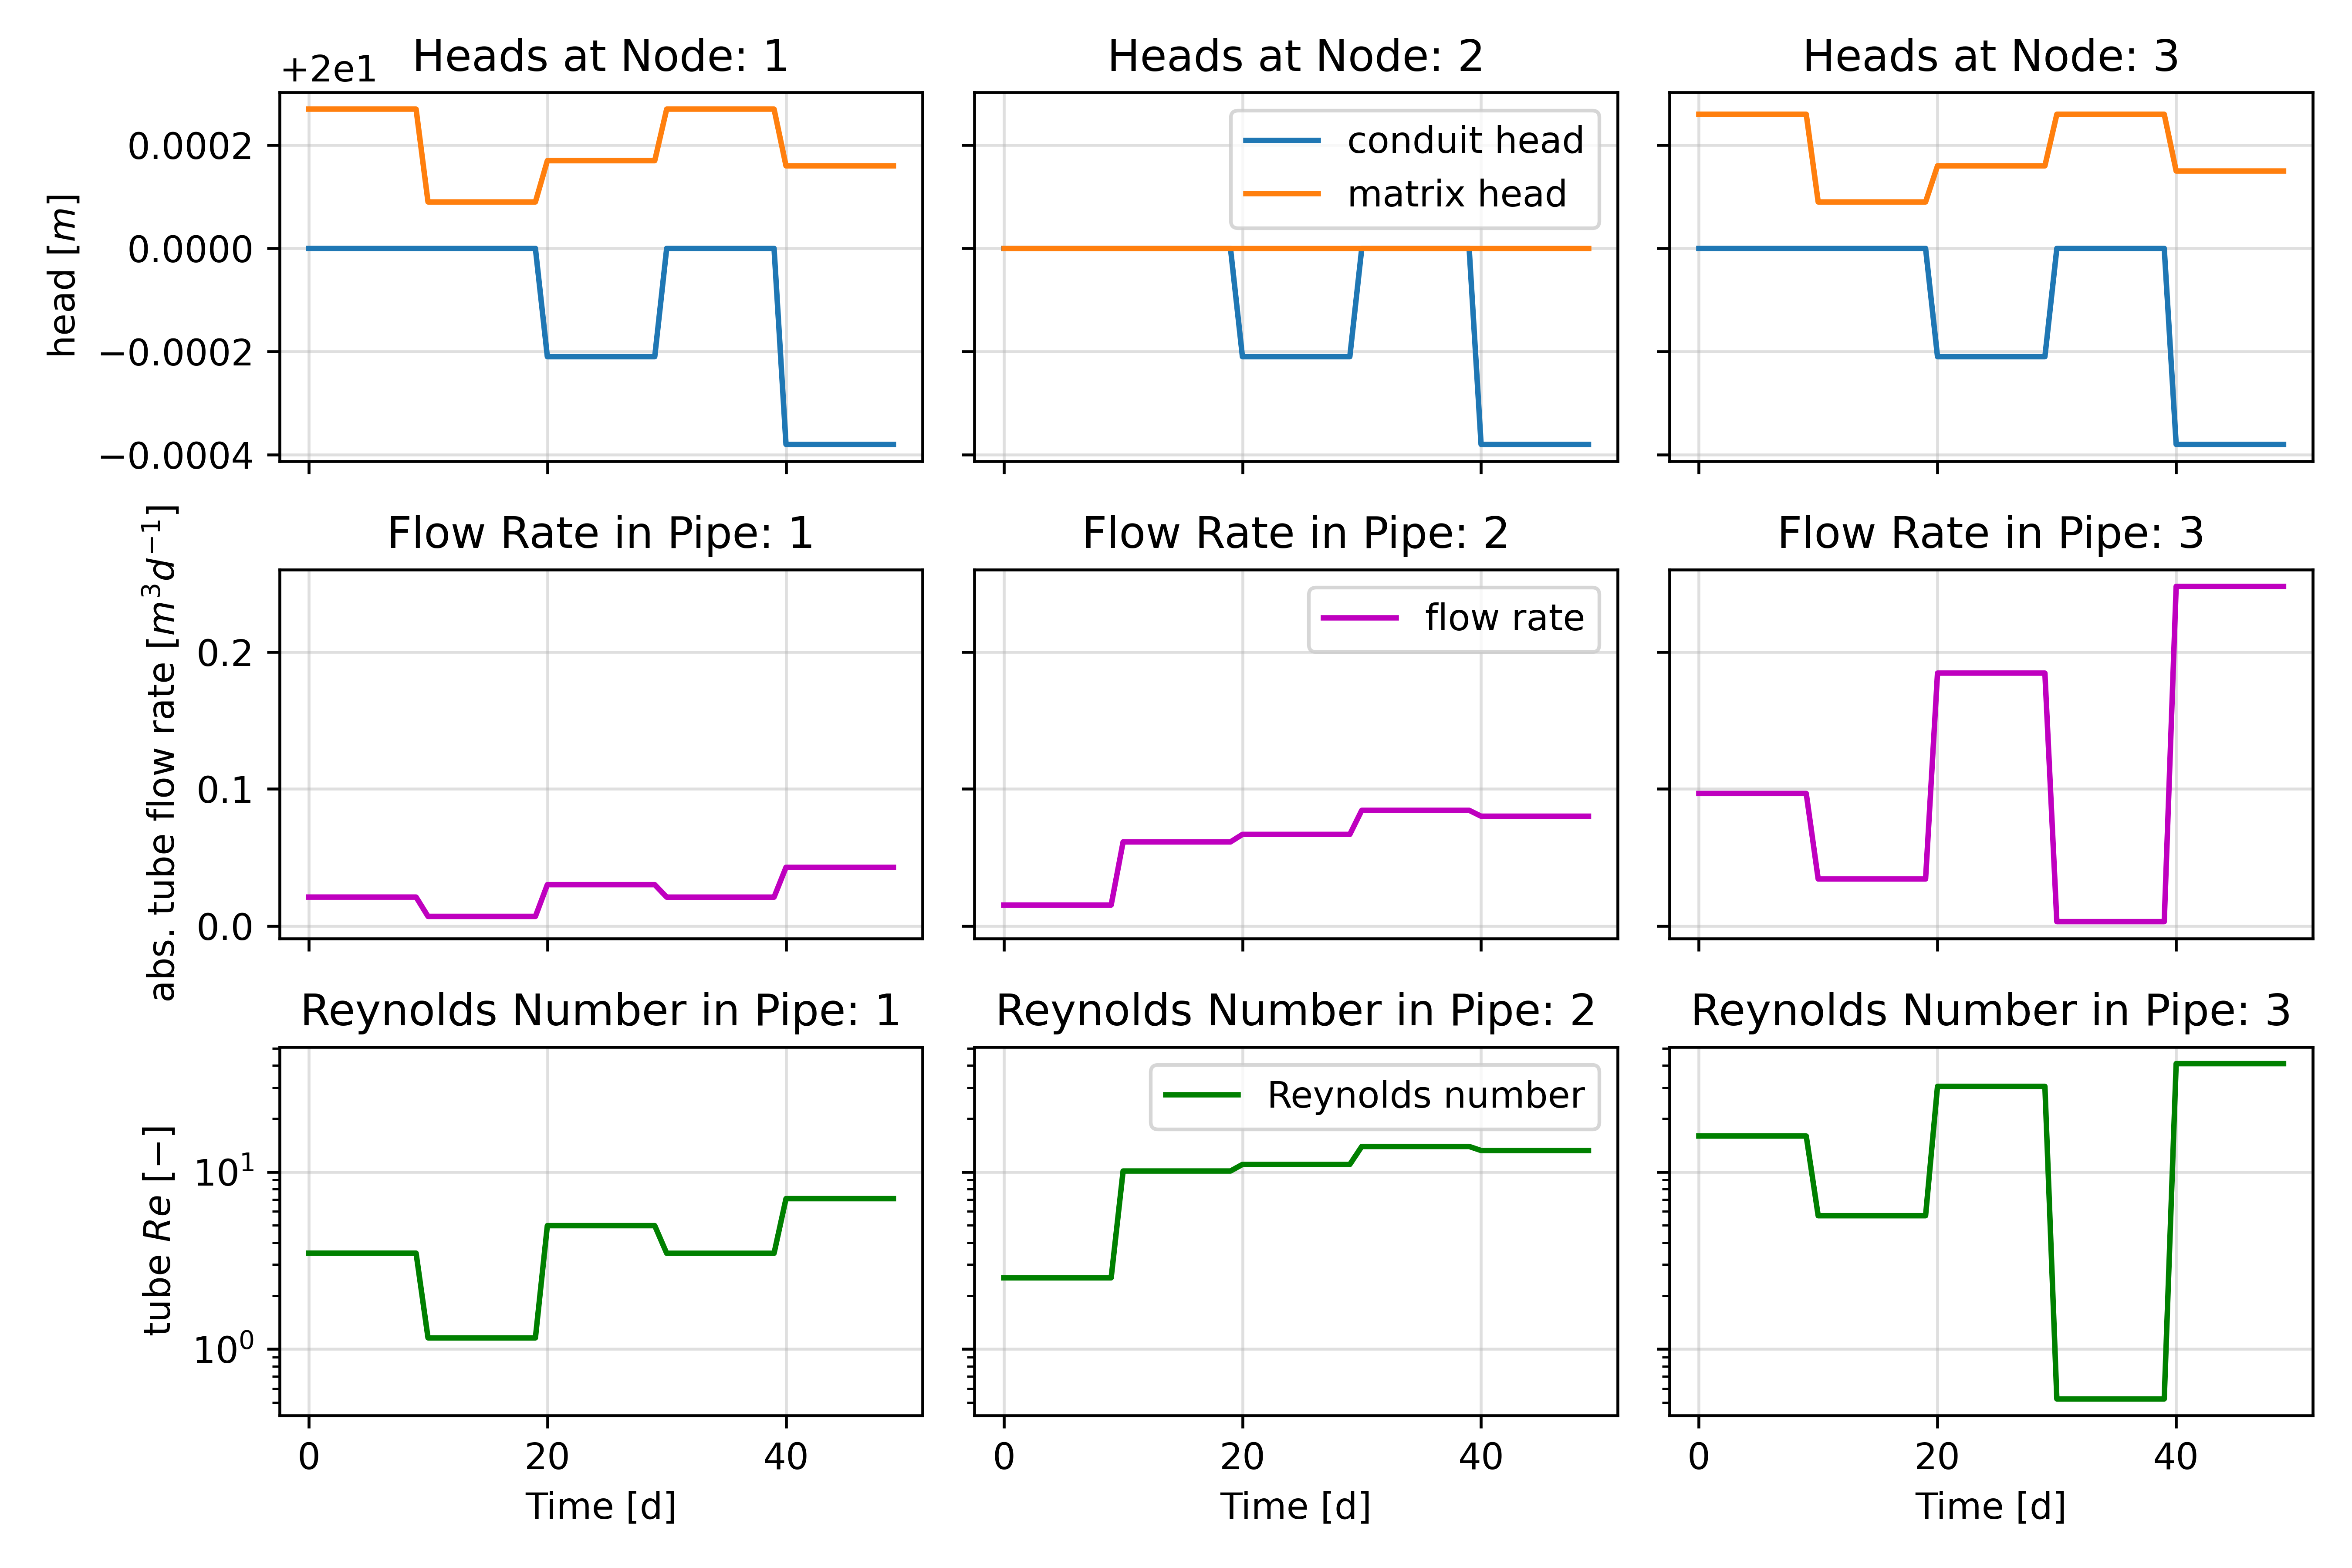 Heads at Node: 1
Heads at Node: 2
Heads at Node: 3
+2e1
0.0002
0.0000
−0.0002
−0.0004
head [m]
conduit head
matrix head
Flow Rate in Pipe: 1
Flow Rate in Pipe: 2
Flow Rate in Pipe: 3
0.2
0.1
0.0
abs. tube flow rate [m³d⁻¹]
flow rate
Reynolds Number in Pipe: 1
Reynolds Number in Pipe: 2
Reynolds Number in Pipe: 3
10¹
10⁰
tube Re [−]
Reynolds number
0 20 40
0 20 40
0 20 40
Time [d]
Time [d]
Time [d]